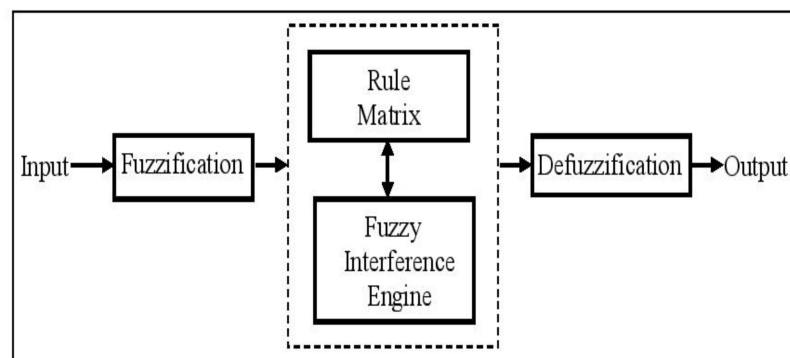 Input
Fuzzification
Rule
Matrix
Fuzzy
Interference
Engine
Defuzzification
Output